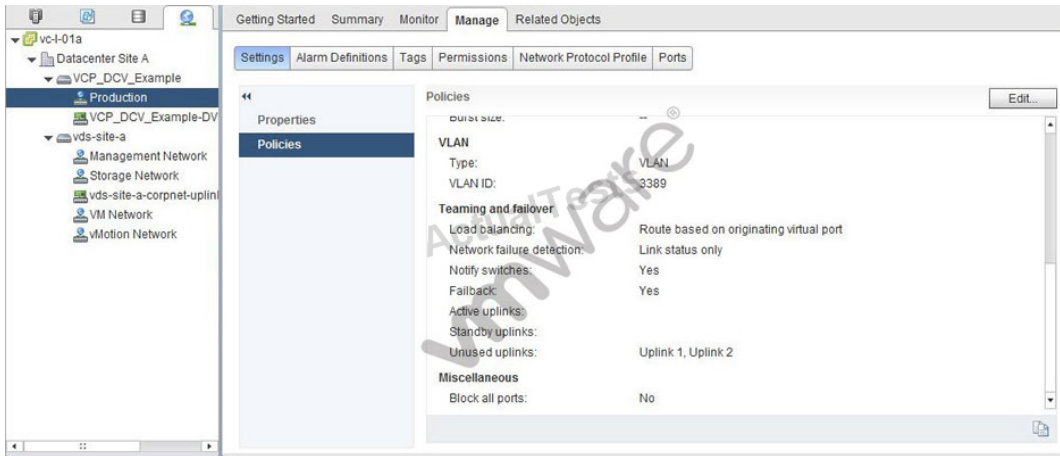 Getting Started Summary Monitor Manage Related Objects
vc-l-01a
Datacenter Site A
VCP_DCV_Example
Production
VCP_DCV_Example-DV
vds-site-a
Management Network
Storage Network
vds-site-a-corpnet-uplin
VM Network
vMotion Network
Settings Alarm Definitions Tags Permissions Network Protocol Profile Ports
Properties
Policies
Policies
Edit...
Burst size: --
VLAN
Type: VLAN
VLAN ID: 3389
Teaming and failover
Load balancing: Route based on originating virtual port
Network failure detection: Link status only
Notify switches: Yes
Failback: Yes
Active uplinks:
Standby uplinks:
Unused uplinks: Uplink 1, Uplink 2
Miscellaneous
Block all ports: No
ActualTests
vmware